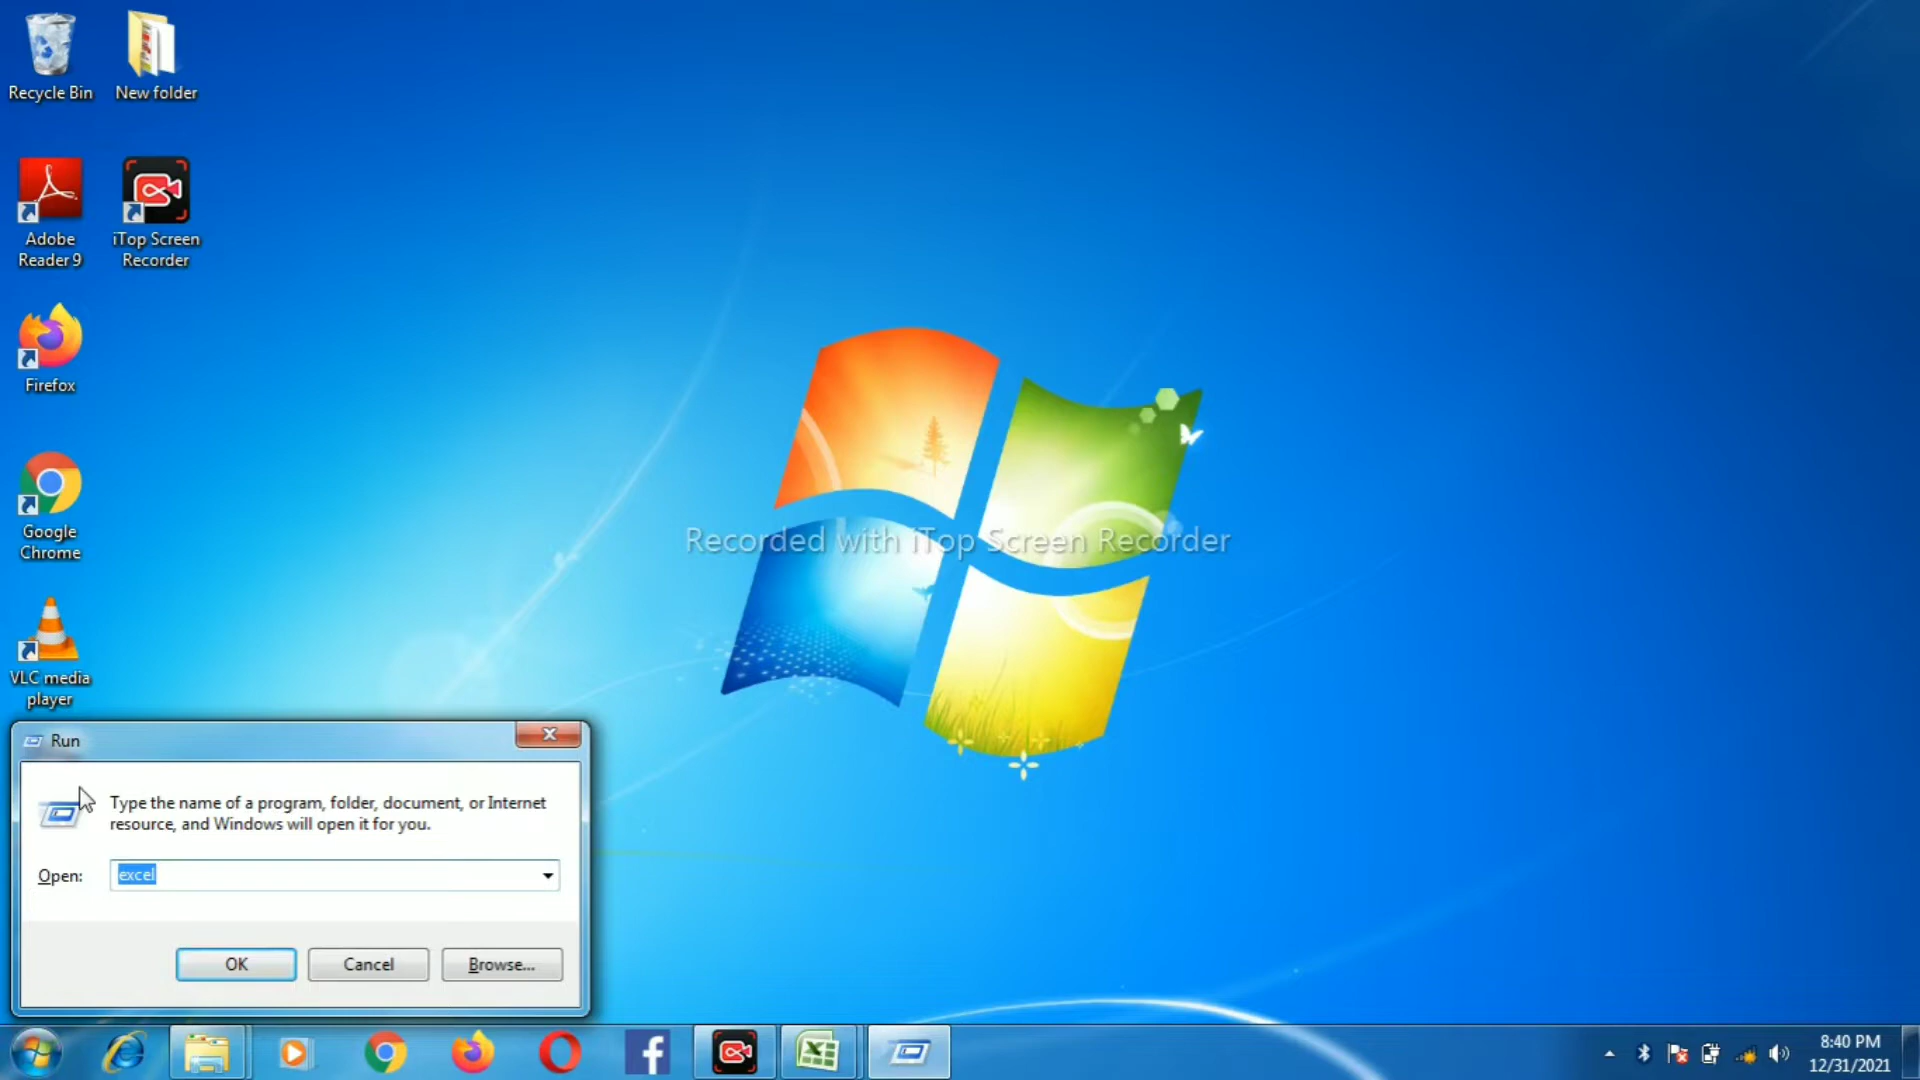 Recycle Bin
New folder
Adobe
Reader 9
iTop Screen
Recorder
Firefox
Google
Chrome
VLC media
player
Recorded with iTop Screen Recorder
Run
Type the name of a program, folder, document, or Internet
resource, and Windows will open it for you.
Open:
excel
OK
Cancel
Browse...
8:40 PM
12/31/2021